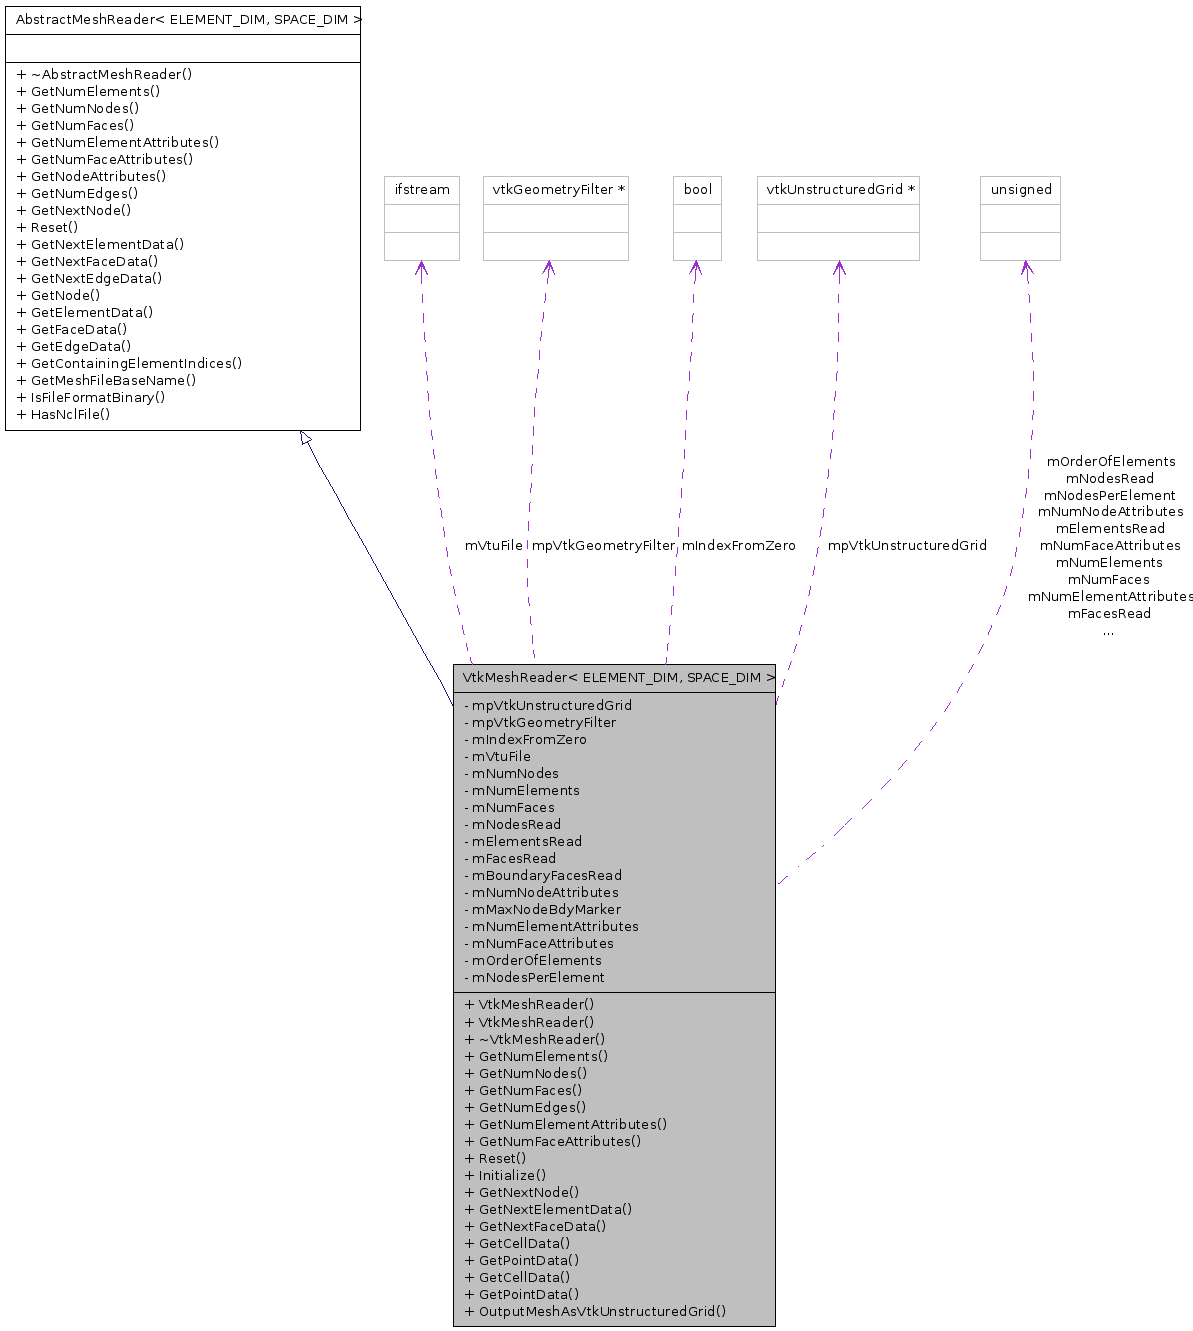 AbstractMeshReader< ELEMENT_DIM, SPACE_DIM >
+ ~AbstractMeshReader()
+ GetNumElements()
+ GetNumNodes()
+ GetNumFaces()
+ GetNumElementAttributes()
+ GetNumFaceAttributes()
+ GetNodeAttributes()
+ GetNumEdges()
+ GetNextNode()
+ Reset()
+ GetNextElementData()
+ GetNextFaceData()
+ GetNextEdgeData()
+ GetNode()
+ GetElementData()
+ GetFaceData()
+ GetEdgeData()
+ GetContainingElementIndices()
+ GetMeshFileBaseName()
+ IsFileFormatBinary()
+ HasNclFile()
ifstream
vtkGeometryFilter *
bool
vtkUnstructuredGrid *
unsigned
mVtuFile
mpVtkGeometryFilter
mIndexFromZero
mpVtkUnstructuredGrid
mOrderOfElements
mNodesRead
mNodesPerElement
mNumNodeAttributes
mElementsRead
mNumFaceAttributes
mNumElements
mNumFaces
mNumElementAttributes
mFacesRead
...
VtkMeshReader< ELEMENT_DIM, SPACE_DIM >
- mpVtkUnstructuredGrid
- mpVtkGeometryFilter
- mIndexFromZero
- mVtuFile
- mNumNodes
- mNumElements
- mNumFaces
- mNodesRead
- mElementsRead
- mFacesRead
- mBoundaryFacesRead
- mNumNodeAttributes
- mMaxNodeBdyMarker
- mNumElementAttributes
- mNumFaceAttributes
- mOrderOfElements
- mNodesPerElement
+ VtkMeshReader()
+ VtkMeshReader()
+ ~VtkMeshReader()
+ GetNumElements()
+ GetNumNodes()
+ GetNumFaces()
+ GetNumEdges()
+ GetNumElementAttributes()
+ GetNumFaceAttributes()
+ Reset()
+ Initialize()
+ GetNextNode()
+ GetNextElementData()
+ GetNextFaceData()
+ GetCellData()
+ GetPointData()
+ GetCellData()
+ GetPointData()
+ OutputMeshAsVtkUnstructuredGrid()